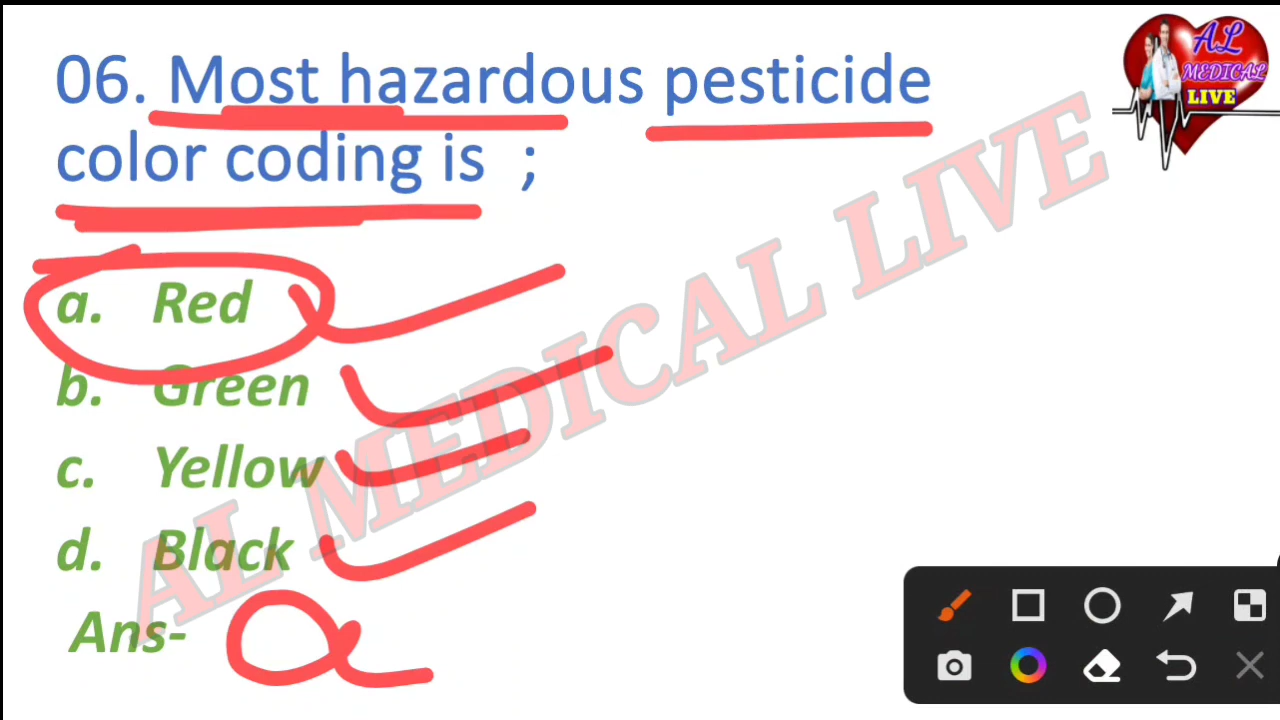 06. Most hazardous pesticide
color coding is ;
a. Red
b. Green
c. Yellow
d. Black
Ans- a
AL MEDICAL LIVE
AL
MEDICAL
LIVE